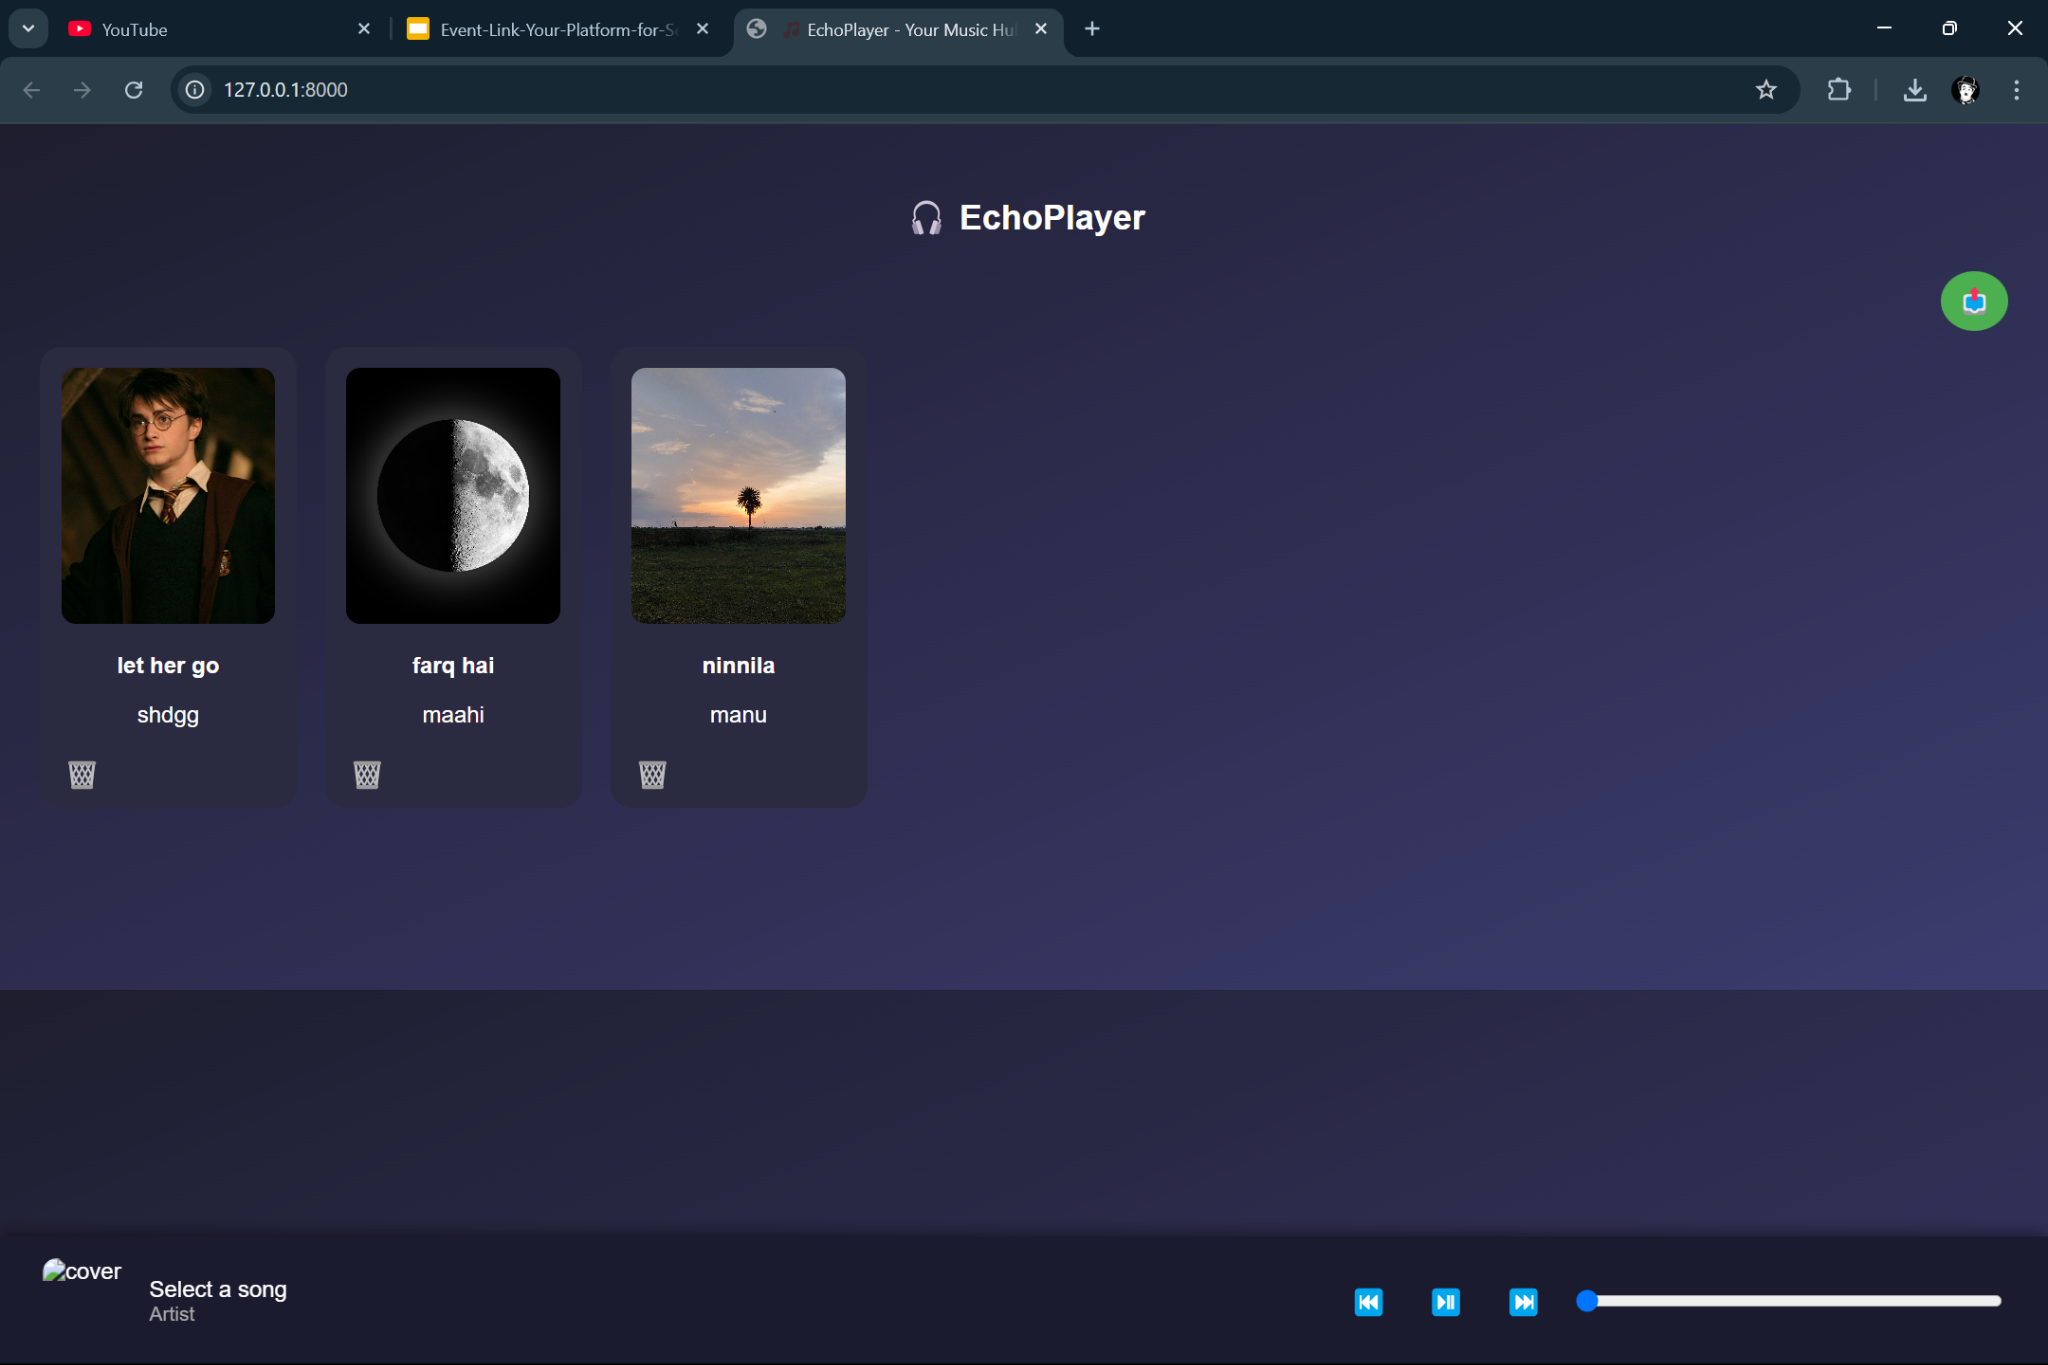 YouTube
Event-Link-Your-Platform-for-S
EchoPlayer - Your Music Hu
127.0.0.1:8000
EchoPlayer
let her go
farq hai
ninnila
shdgg
maahi
manu
cover
Select a song
Artist